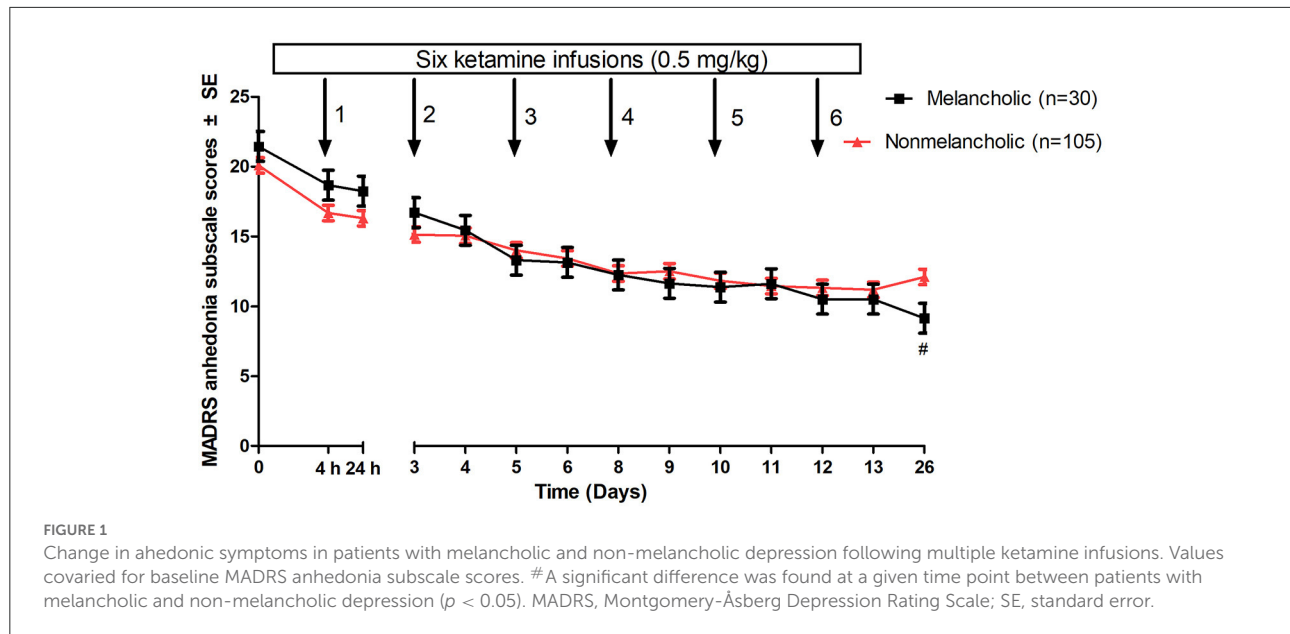 Six ketamine infusions (0.5 mg/kg)
MADRS anhedonia subscale scores ± SE
25
20
15
10
5
0
1
2
3
4
5
6
Melancholic (n=30)
Nonmelancholic (n=105)
#
0
4 h
24 h
3
4
5
6
8
9
10
11
12
13
26
Time (Days)
FIGURE 1
Change in ahedonic symptoms in patients with melancholic and non-melancholic depression following multiple ketamine infusions. Values
covaried for baseline MADRS anhedonia subscale scores. #A significant difference was found at a given time point between patients with
melancholic and non-melancholic depression (p < 0.05). MADRS, Montgomery-Åsberg Depression Rating Scale; SE, standard error.